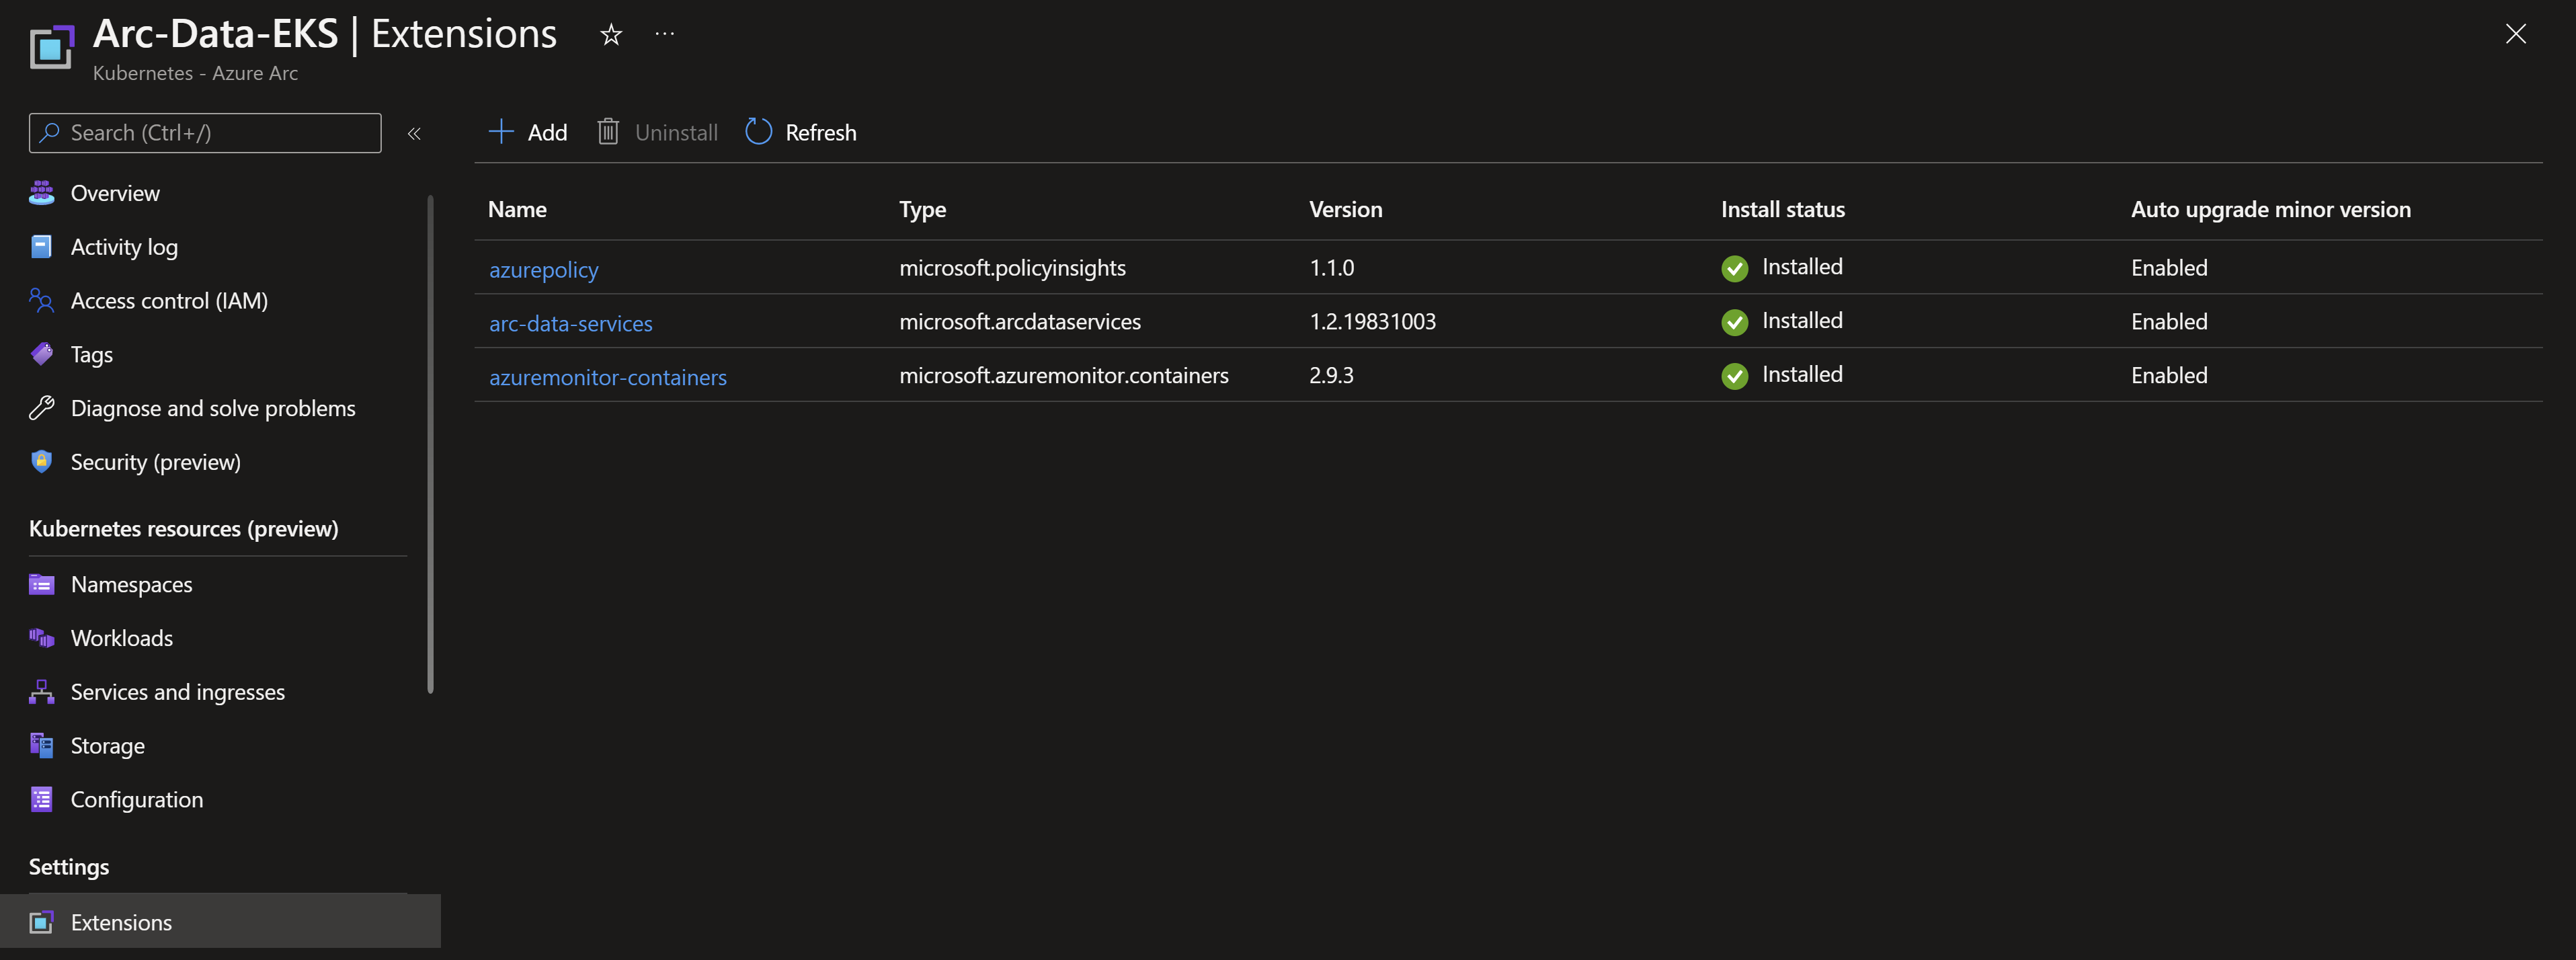 Arc-Data-EKS | Extensions
Kubernetes - Azure Arc
Search (Ctrl+/)
Overview
Activity log
Access control (IAM)
Tags
Diagnose and solve problems
Security (preview)
Kubernetes resources (preview)
Namespaces
Workloads
Services and ingresses
Storage
Configuration
Settings
Extensions
Add Uninstall Refresh
Name Type Version Install status Auto upgrade minor version
azurepolicy microsoft.policyinsights 1.1.0 Installed Enabled
arc-data-services microsoft.arcdataservices 1.2.19831003 Installed Enabled
azuremonitor-containers microsoft.azuremonitor.containers 2.9.3 Installed Enabled